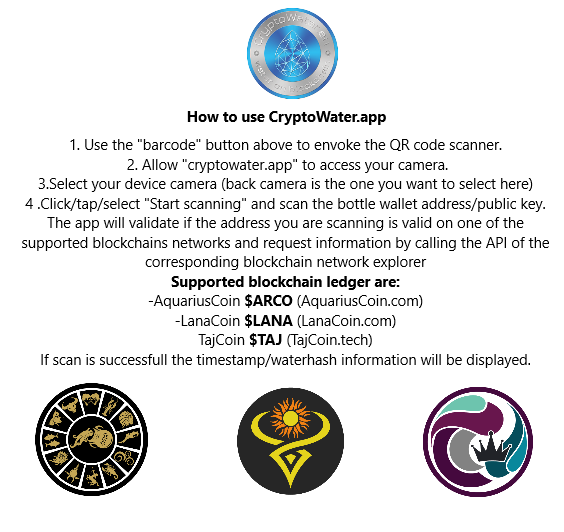 CryptoWater
How to use CryptoWater.app
1. Use the "barcode" button above to envoke the QR code scanner.
2. Allow "cryptowater.app" to access your camera.
3.Select your device camera (back camera is the one you want to select here)
4 .Click/tap/select "Start scanning" and scan the bottle wallet address/public key.
The app will validate if the address you are scanning is valid on one of the
supported blockchains networks and request information by calling the API of the
corresponding blockchain network explorer
Supported blockchain ledger are:
-AquariusCoin $ARCO (AquariusCoin.com)
-LanaCoin $LANA (LanaCoin.com)
TajCoin $TAJ (TajCoin.tech)
If scan is successfull the timestamp/waterhash information will be displayed.